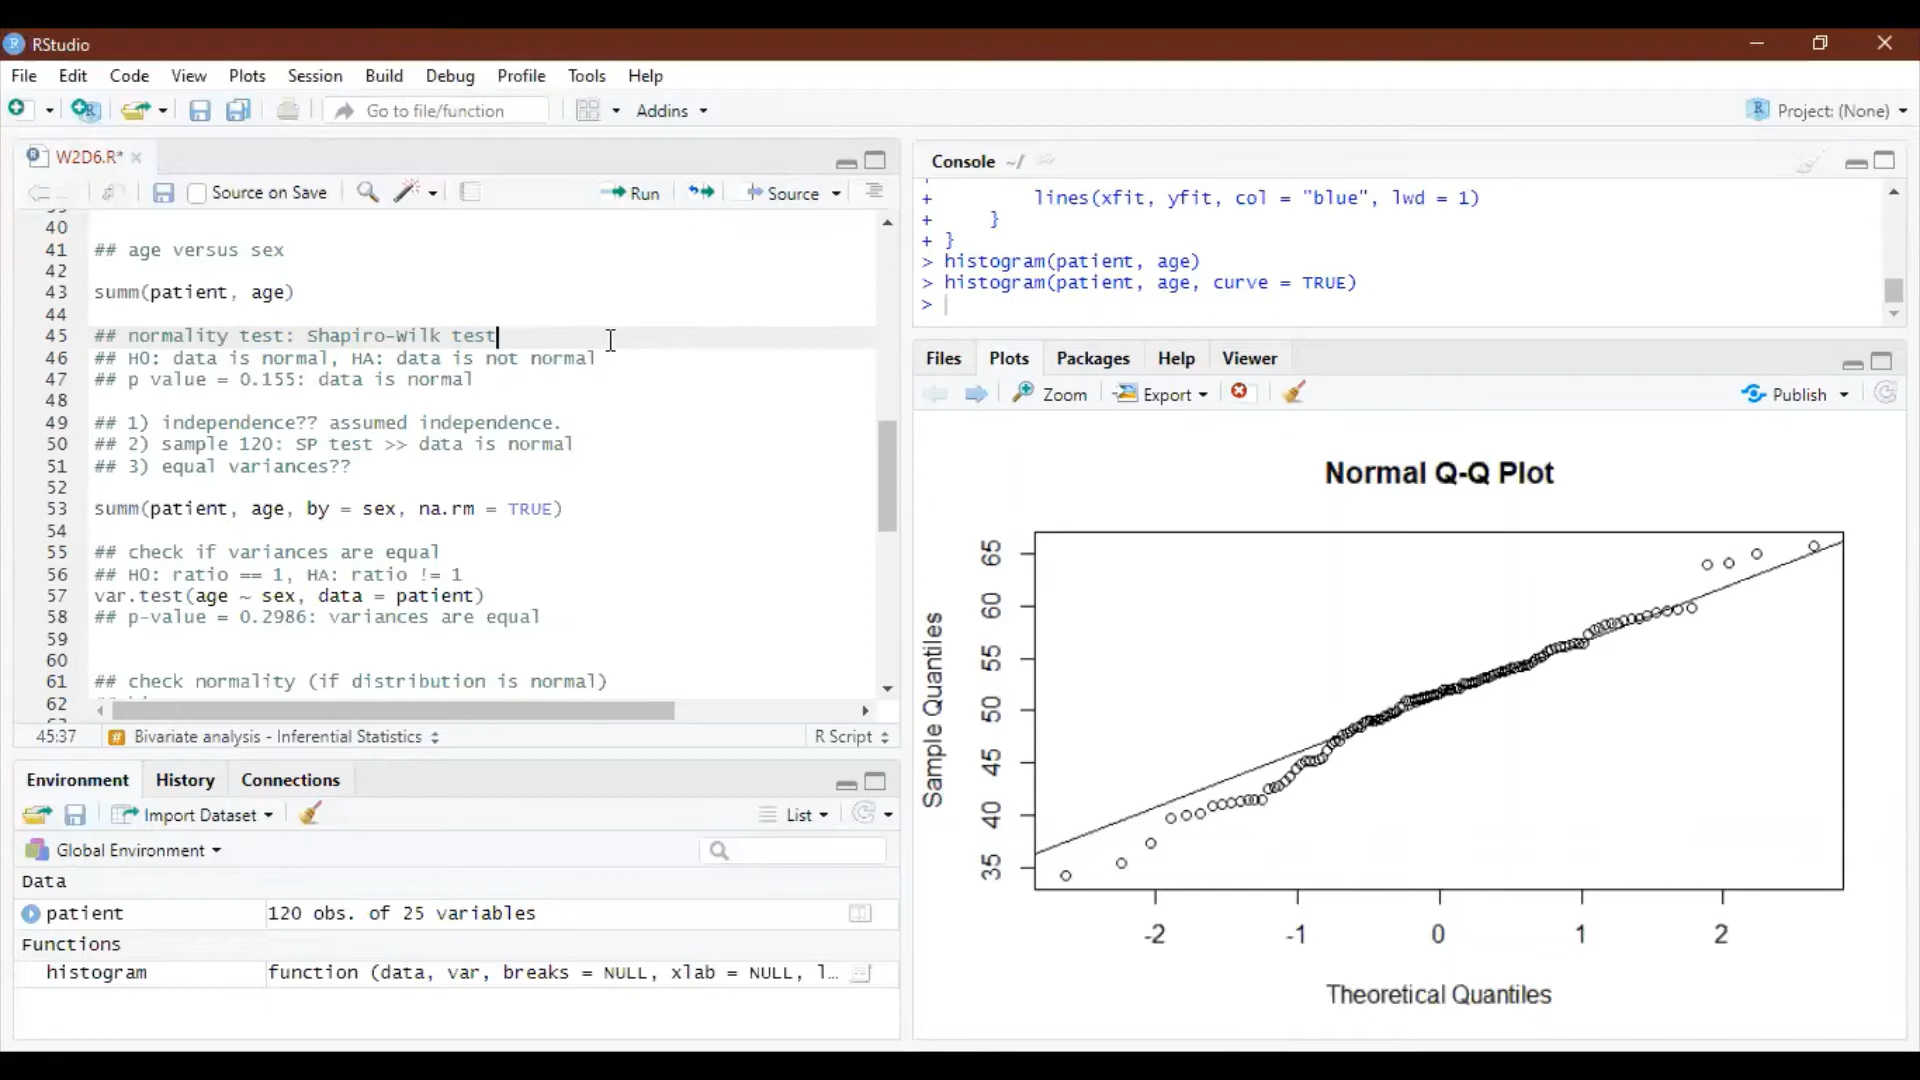 RStudio
File Edit Code View Plots Session Build Debug Profile Tools Help
Go to file/function Addins Project: (None)
W2D6.R*
Source on Save Run Source
40
41 ## age versus sex
42
43 summ(patient, age)
44
45 ## normality test: Shapiro-Wilk test
46 ## H0: data is normal, HA: data is not normal
47 ## p value = 0.155: data is normal
48
49 ## 1) independence?? assumed independence.
50 ## 2) sample 120: SP test >> data is normal
51 ## 3) equal variances??
52
53 summ(patient, age, by = sex, na.rm = TRUE)
54
55 ## check if variances are equal
56 ## H0: ratio == 1, HA: ratio != 1
57 var.test(age ~ sex, data = patient)
58 ## p-value = 0.2986: variances are equal
59
60
61 ## check normality (if distribution is normal)
62
45:37 Bivariate analysis - Inferential Statistics R Script
Environment History Connections
Import Dataset List
Global Environment
Data
patient 120 obs. of 25 variables
Functions
histogram function (data, var, breaks = NULL, xlab = NULL, l…
Console ~/
+ lines(xfit, yfit, col = "blue", lwd = 1)
+ }
+ }
> histogram(patient, age)
> histogram(patient, age, curve = TRUE)
>
Files Plots Packages Help Viewer
Zoom Export Publish
Normal Q-Q Plot
Sample Quantiles
65
60
55
50
45
40
35
-2 -1 0 1 2
Theoretical Quantiles